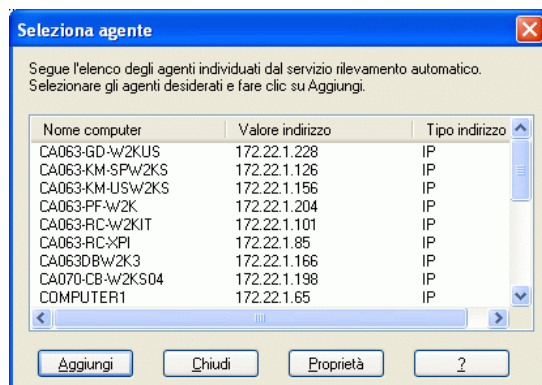 Seleziona agente
Segue l'elenco degli agenti individuati dal servizio rilevamento automatico.
Selezionare gli agenti desiderati e fare clic su Aggiungi.
Nome computer Valore indirizzo Tipo indirizzo
CA063-GD-W2KUS 172.22.1.228 IP
CA063-KM-SPW2KS 172.22.1.126 IP
CA063-KM-USW2KS 172.22.1.156 IP
CA063-PF-W2K 172.22.1.204 IP
CA063-RC-W2KIT 172.22.1.101 IP
CA063-RC-XPI 172.22.1.85 IP
CA063DBW2K3 172.22.1.166 IP
CA070-CB-W2KS04 172.22.1.198 IP
COMPUTER1 172.22.1.65 IP
Aggiungi Chiudi Proprietà ?